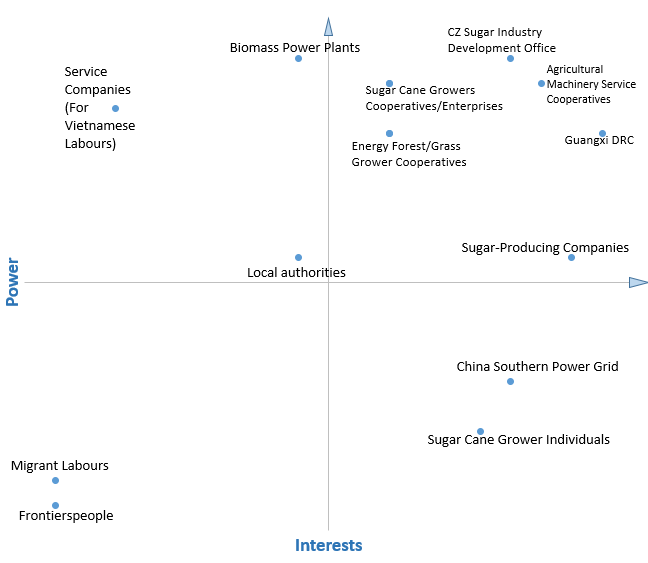 CZ Sugar Industry
Development Office
Biomass Power Plants
Service
Companies
(For
Vietnamese
Labours)
Agricultural
Machinery Service
Cooperatives
Sugar Cane Growers
Cooperatives/Enterprises
Guangxi DRC
Energy Forest/Grass
Grower Cooperatives
Sugar-Producing Companies
Local authorities
Power
China Southern Power Grid
Sugar Cane Grower Individuals
Migrant Labours
Frontierspeople
Interests